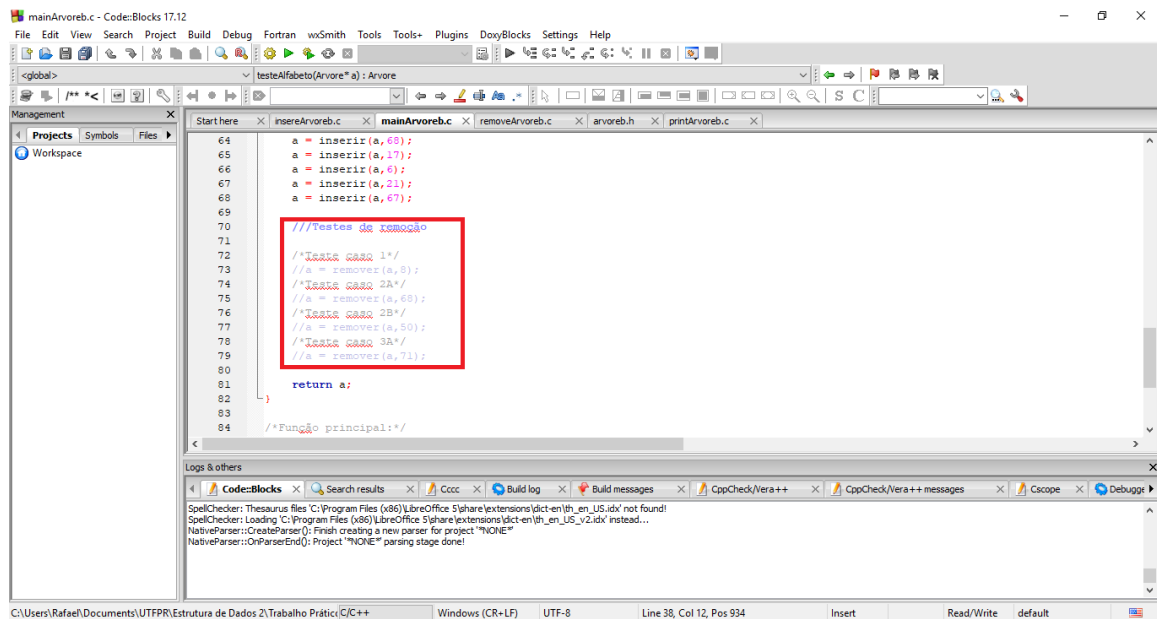 mainArvoreb.c - Code::Blocks 17.12
File Edit View Search Project Build Debug Fortran wxSmith Tools Tools+ Plugins DoxyBlocks Settings Help
<global> testeAlfabeto(Arvore* a) : Arvore
/** *< S C
Management
Projects Symbols Files
Workspace
Start here insereArvoreb.c mainArvoreb.c removeArvoreb.c arvoreb.h printArvoreb.c
64 a = inserir(a,68);
65 a = inserir(a,17);
66 a = inserir(a,6);
67 a = inserir(a,21);
68 a = inserir(a,67);
69
70 ///Testes de remoção
71
72 /*Teste caso 1*/
73 //a = remover(a,8);
74 /*Teste caso 2A*/
75 //a = remover(a,68);
76 /*Teste caso 2B*/
77 //a = remover(a,50);
78 /*Teste caso 3A*/
79 //a = remover(a,71);
80
81 return a;
82 }
83
84 /*Função principal:*/
Logs & others
Code::Blocks Search results Cccc Build log Build messages CppCheck/Vera++ CppCheck/Vera++ messages Cscope Debugge
SpellChecker: Thesaurus files 'C:\Program Files (x86)\LibreOffice 5\share\extensions\dict-en\th_en_US.idx' not found!
SpellChecker: Loading 'C:\Program Files (x86)\LibreOffice 5\share\extensions\dict-en\th_en_US_v2.idx' instead...
NativeParser::CreateParser(): Finish creating a new parser for project '*NONE*'
NativeParser::OnParserEnd(): Project '*NONE*' parsing stage done!
C:\Users\Rafael\Documents\UTFPR\Estrutura de Dados 2\Trabalho Prático C/C++ Windows (CR+LF) UTF-8 Line 38, Col 12, Pos 934 Insert Read/Write default